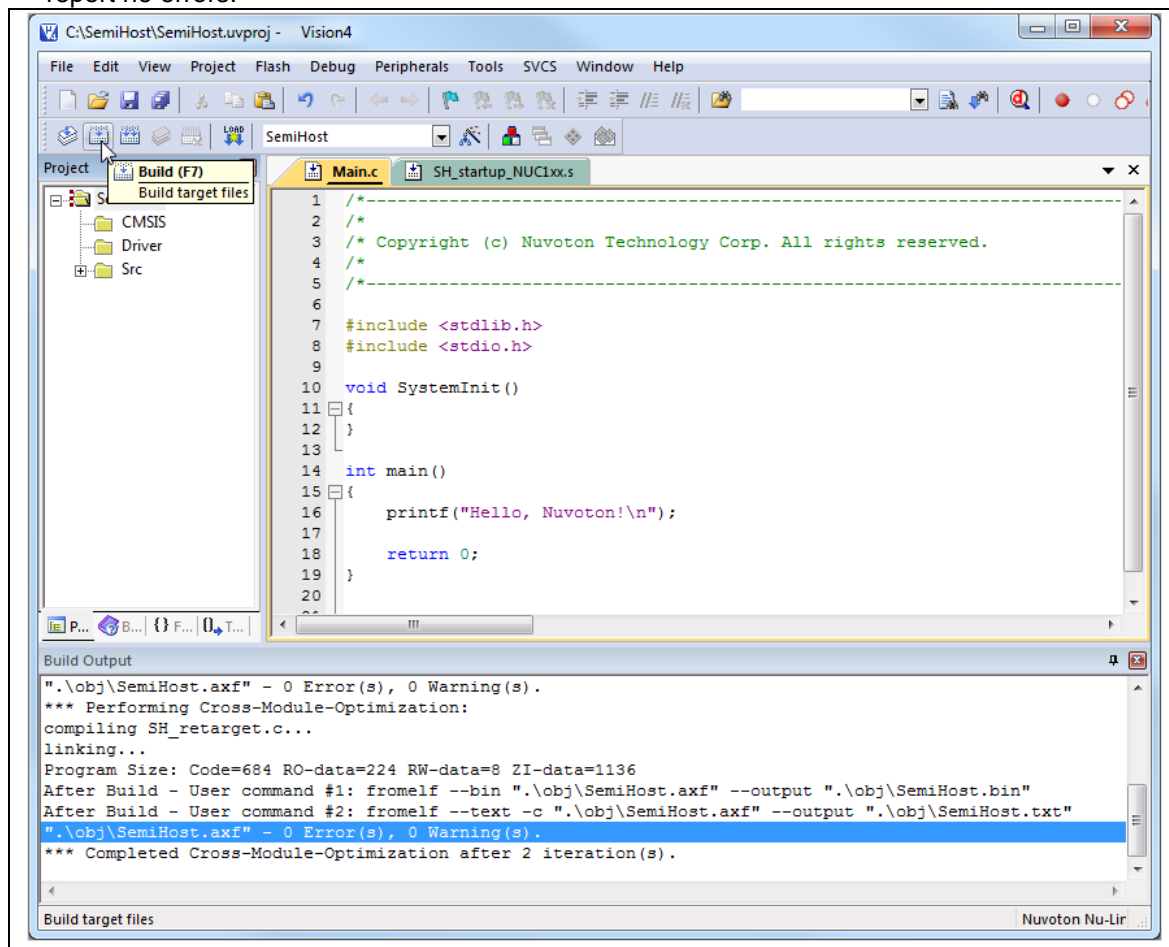 report no errors.
C:\SemiHost\SemiHost.uvproj - Vision4
File Edit View Project Flash Debug Peripherals Tools SVCS Window Help
LOAD SemiHost
Project
Build (F7)
Build target files
CMSIS
Driver
Src
Main.c SH_startup_NUC1xx.s
1 /*---------------------------------------------------------------------------
2 /*
3 /* Copyright (c) Nuvoton Technology Corp. All rights reserved.
4 /*
5 /*---------------------------------------------------------------------------
6
7 #include <stdlib.h>
8 #include <stdio.h>
9
10 void SystemInit()
11 {
12 }
13
14 int main()
15 {
16 printf("Hello, Nuvoton!\n");
17
18 return 0;
19 }
20
P... B... {} F... 0 T...
Build Output
".\obj\SemiHost.axf" - 0 Error(s), 0 Warning(s).
*** Performing Cross-Module-Optimization:
compiling SH_retarget.c...
linking...
Program Size: Code=684 RO-data=224 RW-data=8 ZI-data=1136
After Build - User command #1: fromelf --bin ".\obj\SemiHost.axf" --output ".\obj\SemiHost.bin"
After Build - User command #2: fromelf --text -c ".\obj\SemiHost.axf" --output ".\obj\SemiHost.txt"
".\obj\SemiHost.axf" - 0 Error(s), 0 Warning(s).
*** Completed Cross-Module-Optimization after 2 iteration(s).
Build target files Nuvoton Nu-Lir